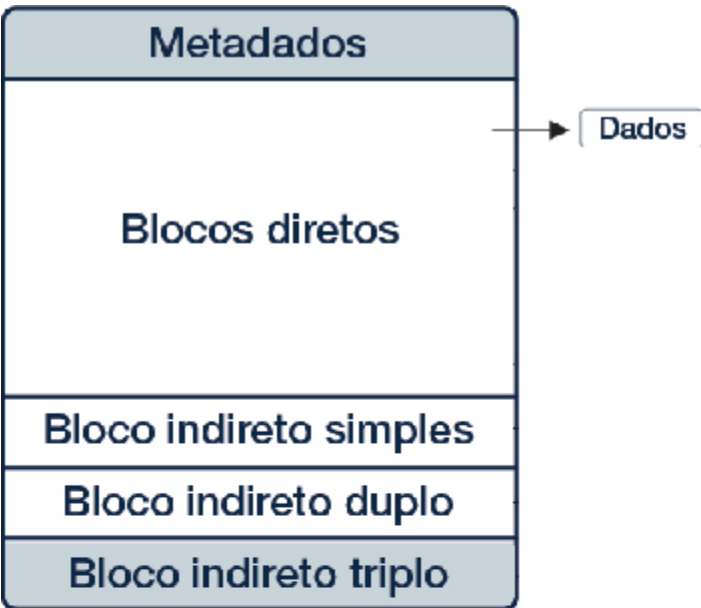 Metadados
Dados
Blocos diretos
Bloco indireto simples
Bloco indireto duplo
Bloco indireto triplo